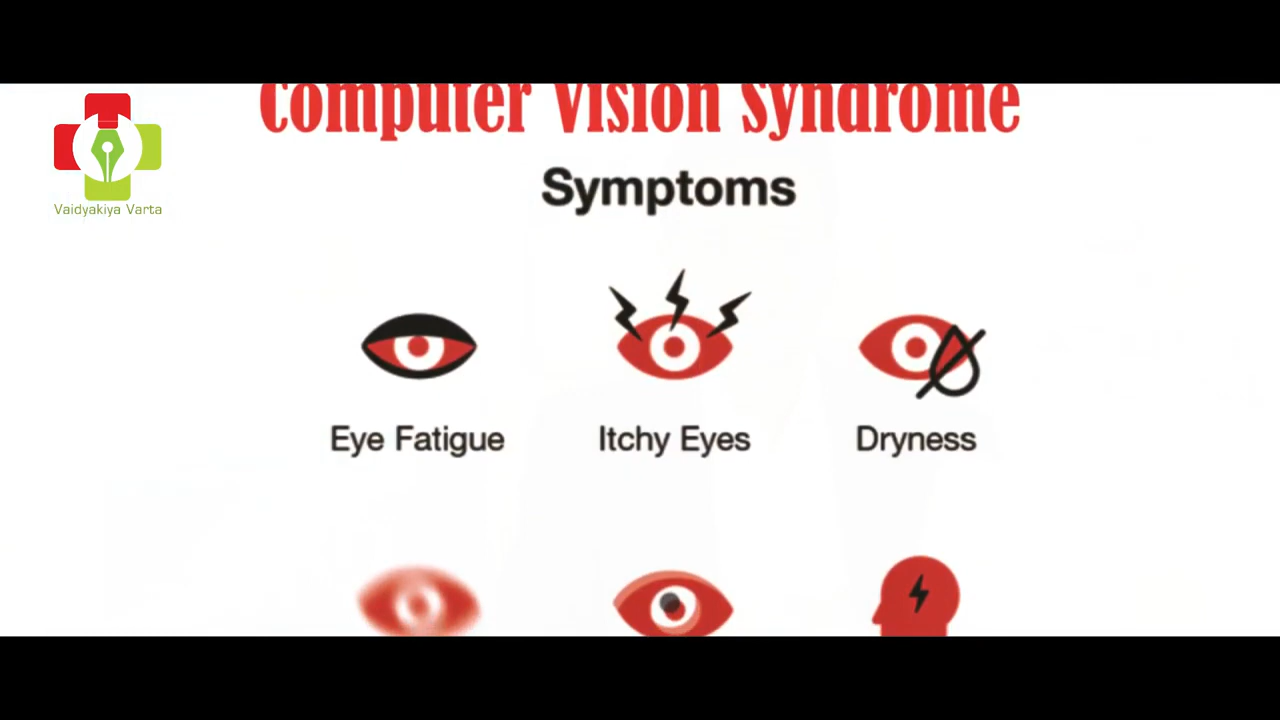 Computer Vision Syndrome
Vaidyakiya Varta
Symptoms
Eye Fatigue
Itchy Eyes
Dryness